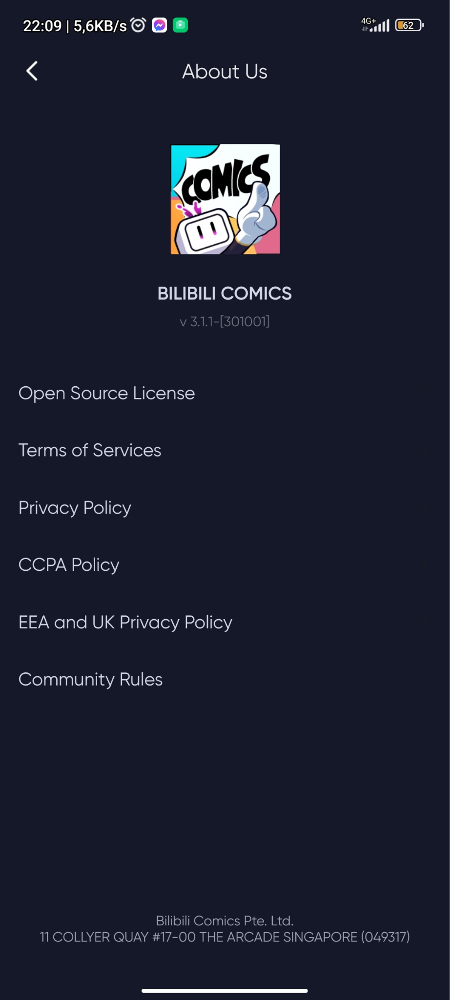 22:09 | 5,6KB/s
4G+
62
About Us
COMICS
BILIBILI COMICS
v 3.1.1-[301001]
Open Source License
Terms of Services
Privacy Policy
CCPA Policy
EEA and UK Privacy Policy
Community Rules
Bilibili Comics Pte. Ltd.
11 COLLYER QUAY #17-00 THE ARCADE SINGAPORE (049317)